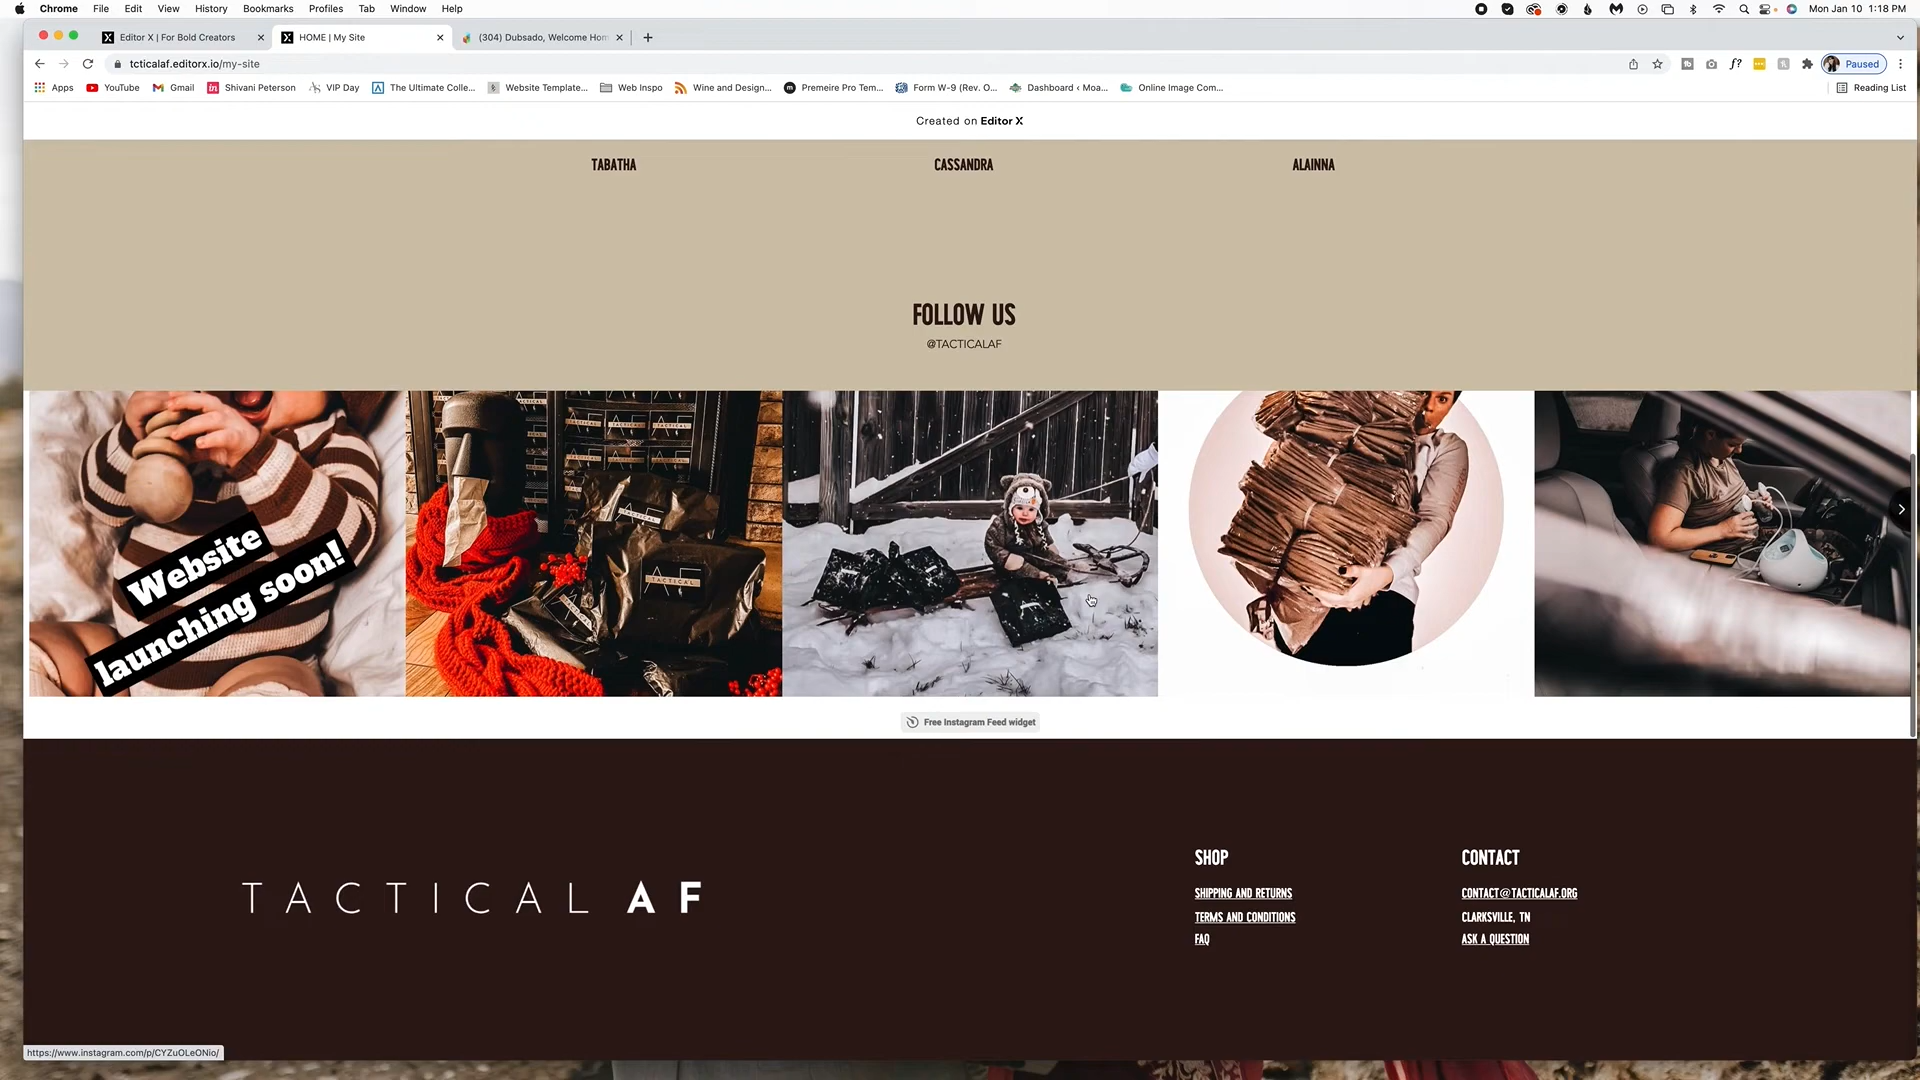 Chrome File Edit View History Bookmarks Profiles Tab Window Help Mon Jan 10 1:18 PM
Editor X | For Bold Creators HOME | My Site (304) Dubsado, Welcome Hom
tcticalaf.editorx.io/my-site f? Paused
Apps YouTube Gmail Shivani Peterson VIP Day The Ultimate Colle... Website Template... Web Inspo Wine and Design... Premeire Pro Tem... Form W-9 (Rev. O... Dashboard ‹ Moa... Online Image Com... Reading List
Created on Editor X
TABATHA CASSANDRA ALAINNA
FOLLOW US
@TACTICALAF
Website
launching soon!
AF
TACTICAL
Free Instagram Feed widget
TACTICAL AF
SHOP
SHIPPING AND RETURNS
TERMS AND CONDITIONS
FAQ
CONTACT
CONTACT@TACTICALAF.ORG
CLARKSVILLE, TN
ASK A QUESTION
https://www.instagram.com/p/CYZuOLeONio/